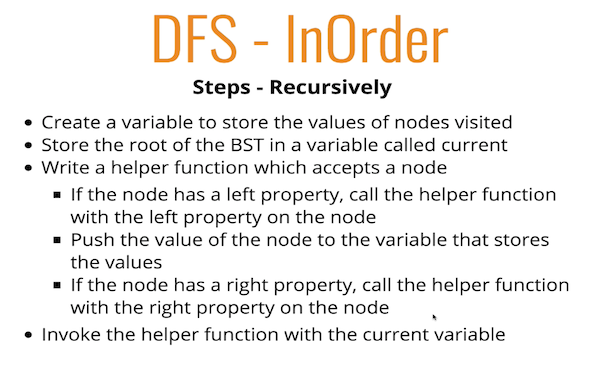 DFS - InOrder
Steps - Recursively
• Create a variable to store the values of nodes visited
• Store the root of the BST in a variable called current
• Write a helper function which accepts a node
▪ If the node has a left property, call the helper function
with the left property on the node
▪ Push the value of the node to the variable that stores
the values
▪ If the node has a right property, call the helper function
with the right property on the node
• Invoke the helper function with the current variable